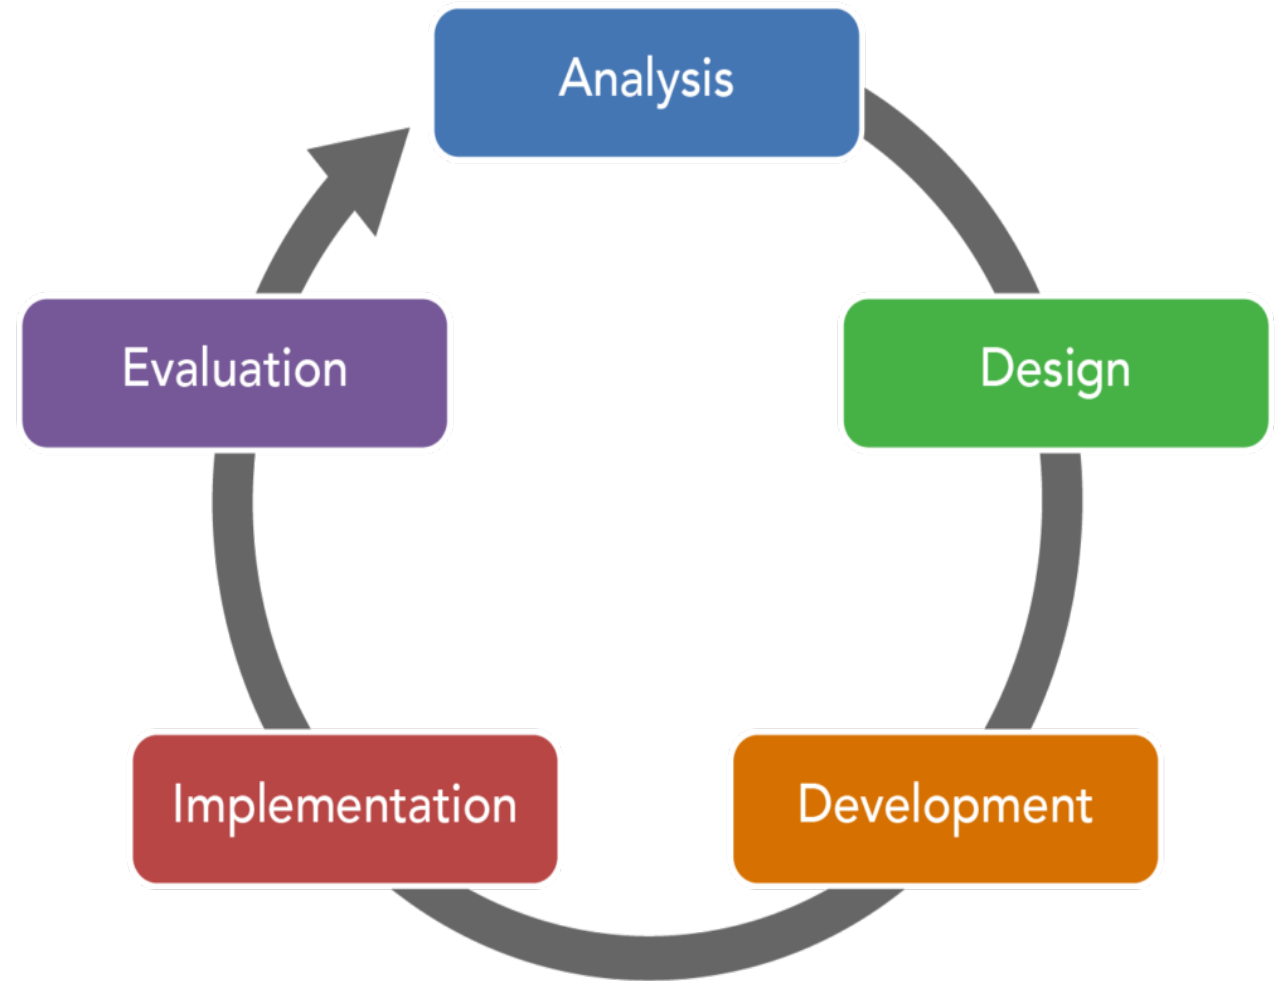 Analysis
Design
Development
Implementation
Evaluation